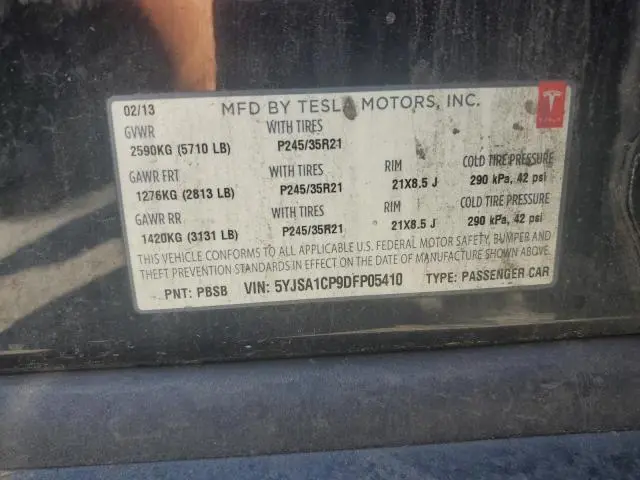 02/13 MFD BY TESLA MOTORS, INC.
GVWR WITH TIRES
2590KG (5710 LB) P245/35R21
GAWR FRT WITH TIRES RIM COLD TIRE PRESSURE
1276KG (2813 LB) P245/35R21 21X8.5 J 290 kPa, 42 psi
GAWR RR WITH TIRES RIM COLD TIRE PRESSURE
1420KG (3131 LB) P245/35R21 21X8.5 J 290 kPa, 42 psi
THIS VEHICLE CONFORMS TO ALL APPLICABLE U.S. FEDERAL MOTOR SAFETY, BUMPER AND
THEFT PREVENTION STANDARDS IN EFFECT ON THE DATE OF MANUFACTURE SHOWN ABOVE
PNT: PBSB VIN: 5YJSA1CP9DFP05410 TYPE: PASSENGER CAR
TESLA